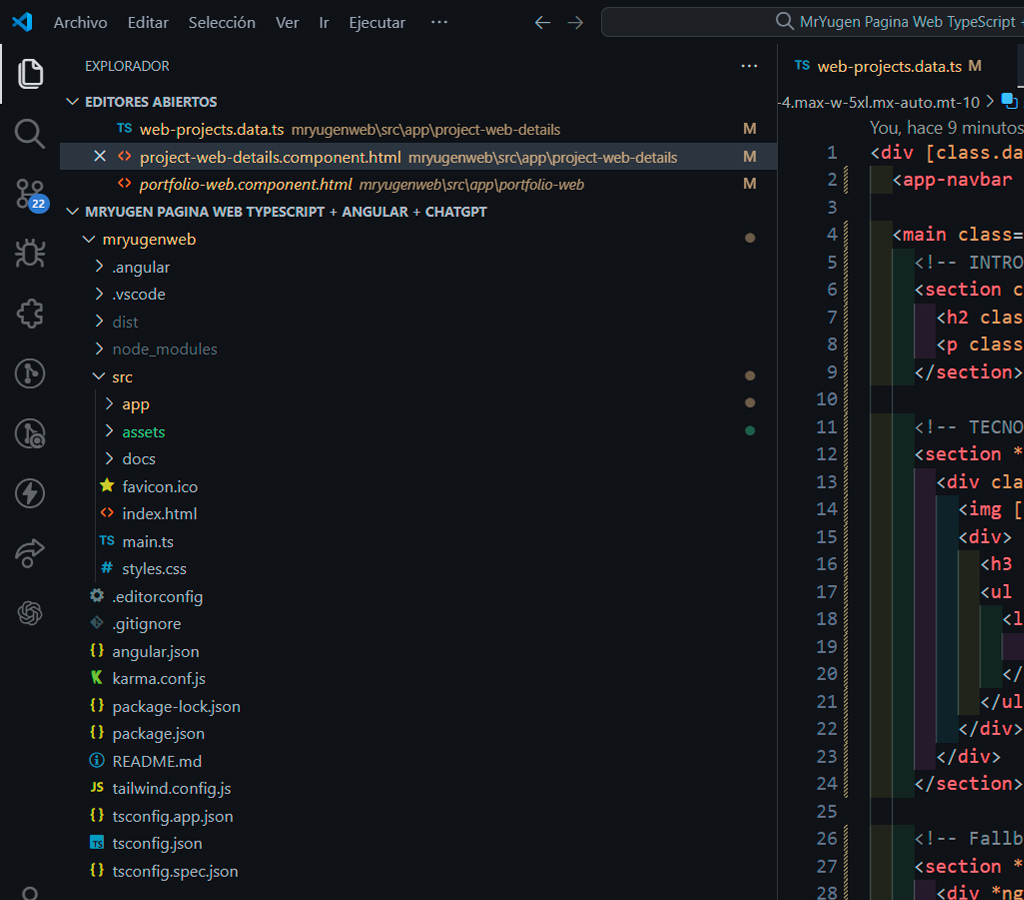 Archivo Editar Selección Ver Ir Ejecutar ···
MrYugen Pagina Web TypeScript +
EXPLORADOR ···
EDITORES ABIERTOS
TS web-projects.data.ts mryugenweb\src\app\project-web-details M
<> project-web-details.component.html mryugenweb\src\app\project-web-details M
<> portfolio-web.component.html mryugenweb\src\app\portfolio-web M
22
MRYUGEN PAGINA WEB TYPESCRIPT + ANGULAR + CHATGPT
mryugenweb
.angular
.vscode
dist
node_modules
src
app
assets
docs
favicon.ico
<> index.html
TS main.ts
# styles.css
.editorconfig
.gitignore
{} angular.json
K karma.conf.js
{} package-lock.json
{} package.json
README.md
JS tailwind.config.js
{} tsconfig.app.json
TS tsconfig.json
{} tsconfig.spec.json
TS web-projects.data.ts M
-4.max-w-5xl.mx-auto.mt-10 >
You, hace 9 minutos
1 <div [class.da
2 <app-navbar
3
4 <main class=
5 <!-- INTRO
6 <section c
7 <h2 clas
8 <p class
9 </section>
10
11 <!-- TECNO
12 <section *
13 <div cla
14 <img [
15 <div>
16 <h3
17 <ul
18 <l
19
20 </
21 </ul
22 </div>
23 </div>
24 </section>
25
26 <!-- Fallb
27 <section *
28 <div *ng